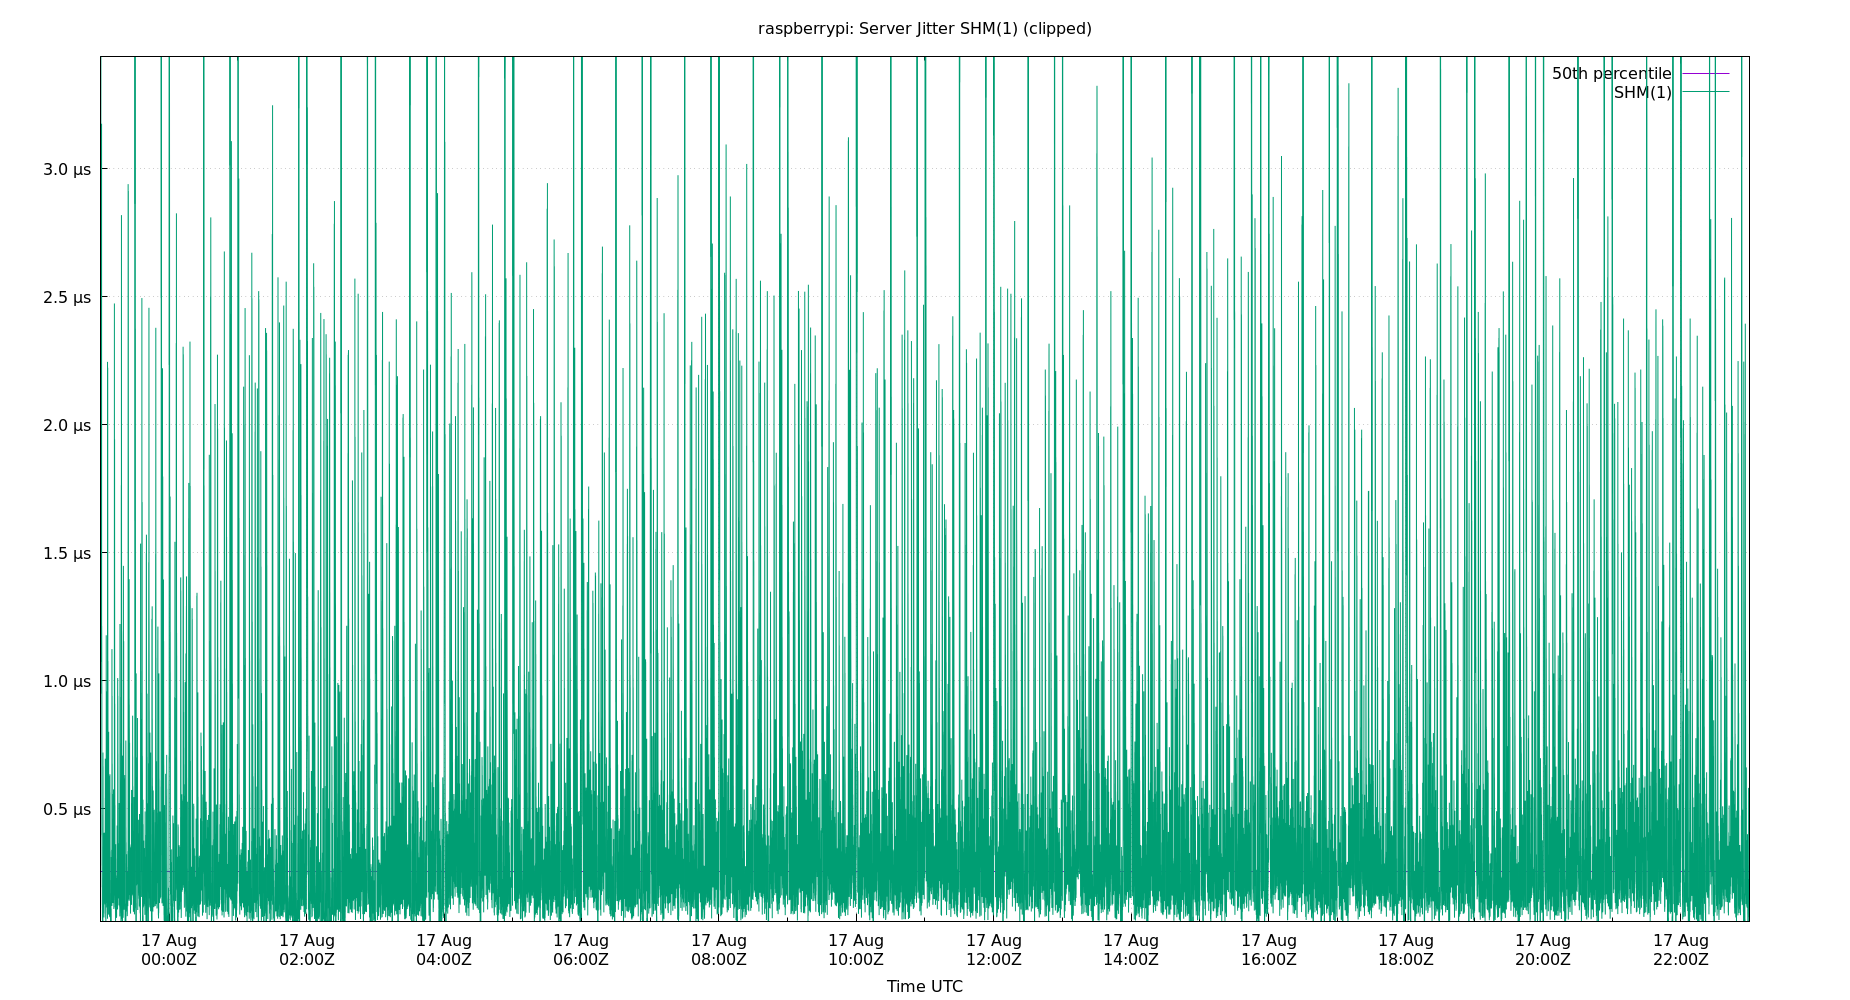 raspberrypi: Server Jitter SHM(1) (clipped)
50th percentile
SHM(1)
3.0 μs
2.5 μs
2.0 μs
1.5 μs
1.0 μs
0.5 μs
17 Aug 17 Aug 17 Aug 17 Aug 17 Aug 17 Aug 17 Aug 17 Aug 17 Aug 17 Aug 17 Aug 17 Aug
00:00Z 02:00Z 04:00Z 06:00Z 08:00Z 10:00Z 12:00Z 14:00Z 16:00Z 18:00Z 20:00Z 22:00Z
Time UTC